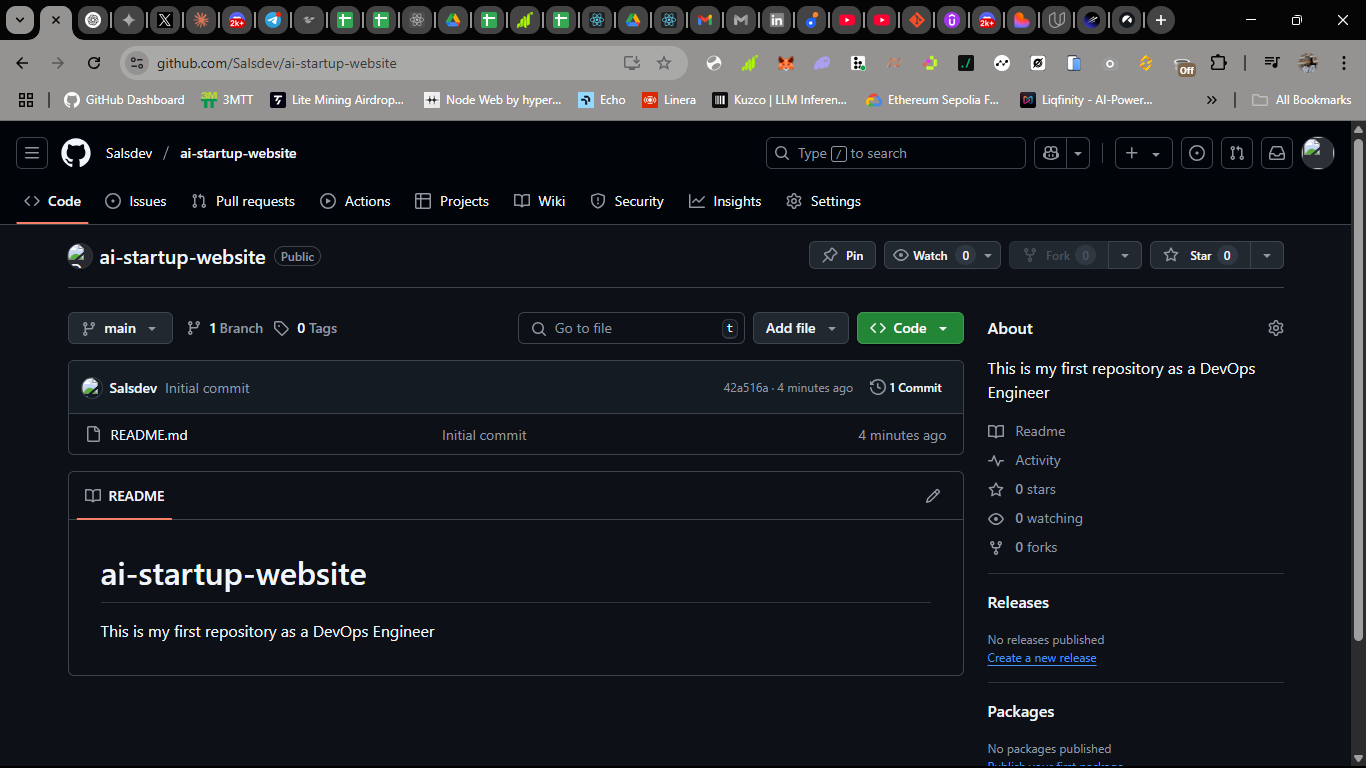 2k+
2k+
github.com/Salsdev/ai-startup-website
Off
GitHub Dashboard
3MTT
Lite Mining Airdrop...
Node Web by hyper...
Echo
Linera
Kuzco | LLM Inferen...
Ethereum Sepolia F...
Liqfinity - AI-Power...
All Bookmarks
Salsdev / ai-startup-website
Type / to search
Code
Issues
Pull requests
Actions
Projects
Wiki
Security
Insights
Settings
ai-startup-website Public
Pin
Watch 0
Fork 0
Star 0
main
1 Branch
0 Tags
Go to file t
Add file
Code
Salsdev Initial commit
42a516a · 4 minutes ago
1 Commit
README.md Initial commit 4 minutes ago
README
ai-startup-website
This is my first repository as a DevOps Engineer
About
This is my first repository as a DevOps
Engineer
Readme
Activity
0 stars
0 watching
0 forks
Releases
No releases published
Create a new release
Packages
No packages published
Publish your first package